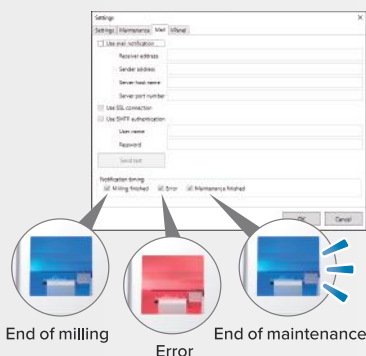 Settings
Settings Maintenance Mail VPanel
Use mail notification
Receiver address
Sender address
Server host name
Server port number
Use SSL connection
Use SMTP authentication
User name
Password
Send test
Notification timing
Milling finished Error Maintenance finished
OK Cancel
End of milling
Error
End of maintenance